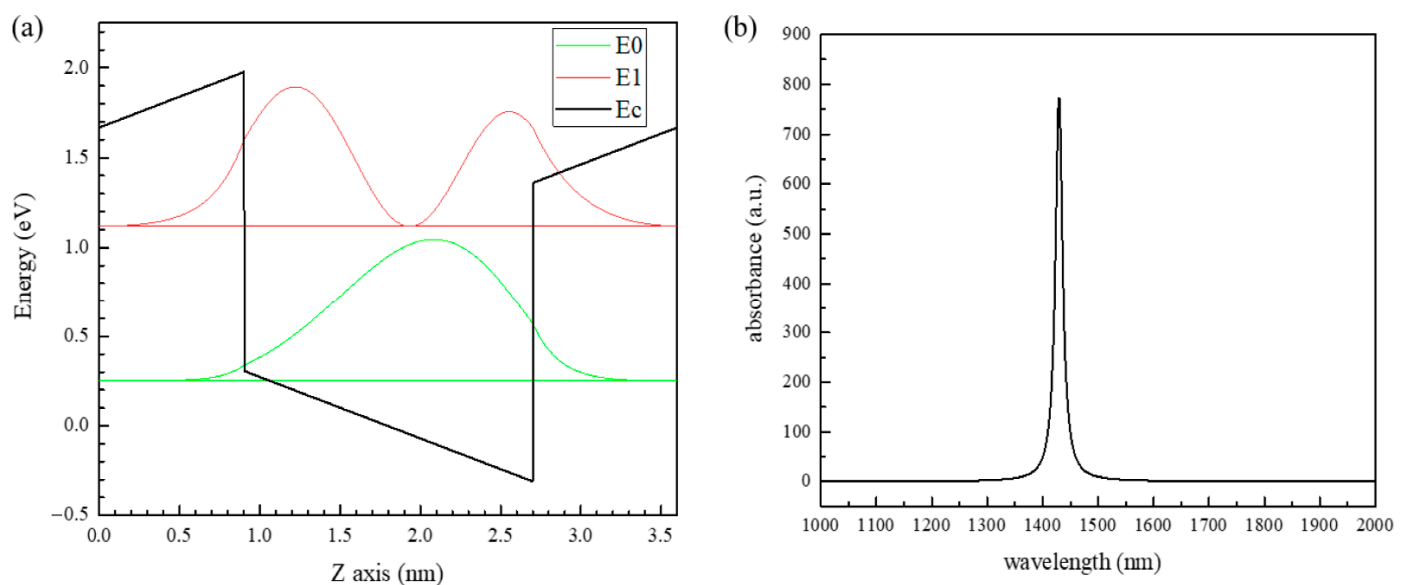 (a)
E0
E1
Ec
2.0
1.5
1.0
0.5
0.0
−0.5
0.0 0.5 1.0 1.5 2.0 2.5 3.0 3.5
Energy (eV)
Z axis (nm)
(b)
900
800
700
600
500
400
300
200
100
0
1000 1100 1200 1300 1400 1500 1600 1700 1800 1900 2000
absorbance (a.u.)
wavelength (nm)